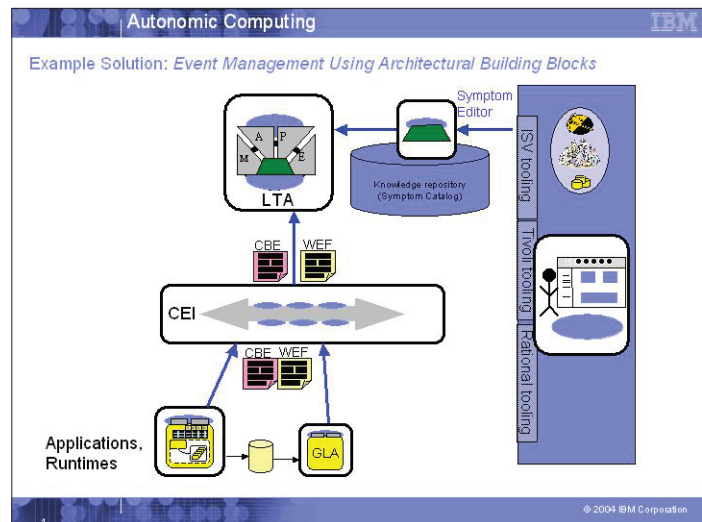 Autonomic Computing
IBM
Example Solution: Event Management Using Architectural Building Blocks
Symptom
Editor
A
P
M
E
LTA
Knowledge repository
(Symptom Catalog)
ISV tooling
Tivoli tooling
Rational tooling
CBE
WEF
CEI
CBE
WEF
Applications,
Runtimes
GLA
© 2004 IBM Corporation